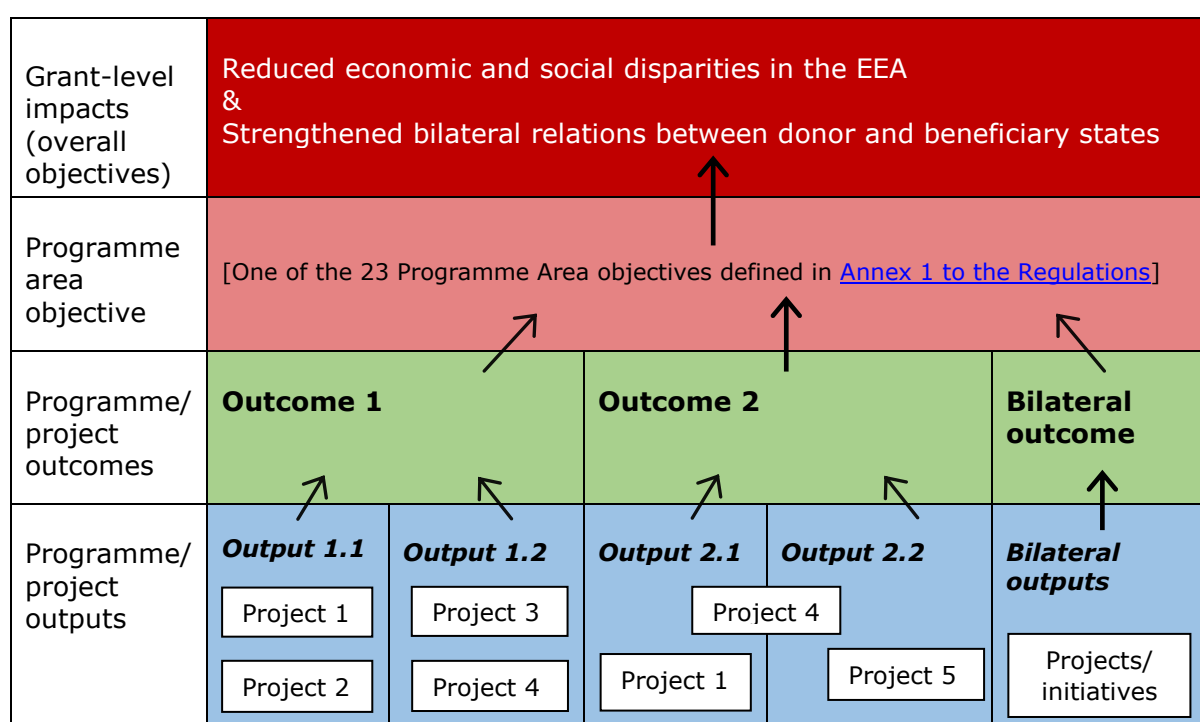 Grant-level
impacts
(overall
objectives)
Reduced economic and social disparities in the EEA
&
Strengthened bilateral relations between donor and beneficiary states
Programme
area
objective
[One of the 23 Programme Area objectives defined in Annex 1 to the Regulations]
Programme/
project
outcomes
Outcome 1
Outcome 2
Bilateral
outcome
Programme/
project
outputs
Output 1.1
Project 1
Project 2
Output 1.2
Project 3
Project 4
Output 2.1
Output 2.2
Project 4
Project 1
Project 5
Bilateral
outputs
Projects/
initiatives